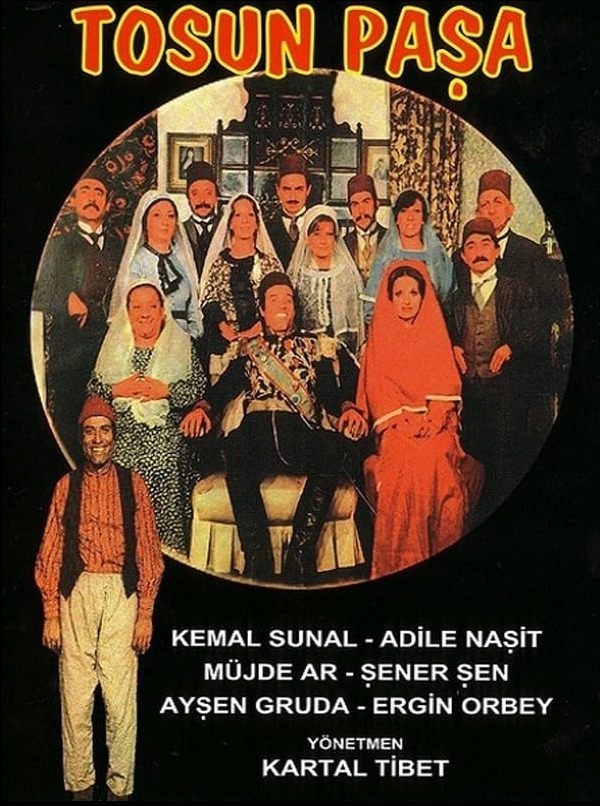 TOSUN PAŞA
KEMAL SUNAL - ADİLE NAŞİT
MÜJDE AR - ŞENER ŞEN
AYŞEN GRUDA - ERGİN ORBEY
YÖNETMEN
KARTAL TİBET